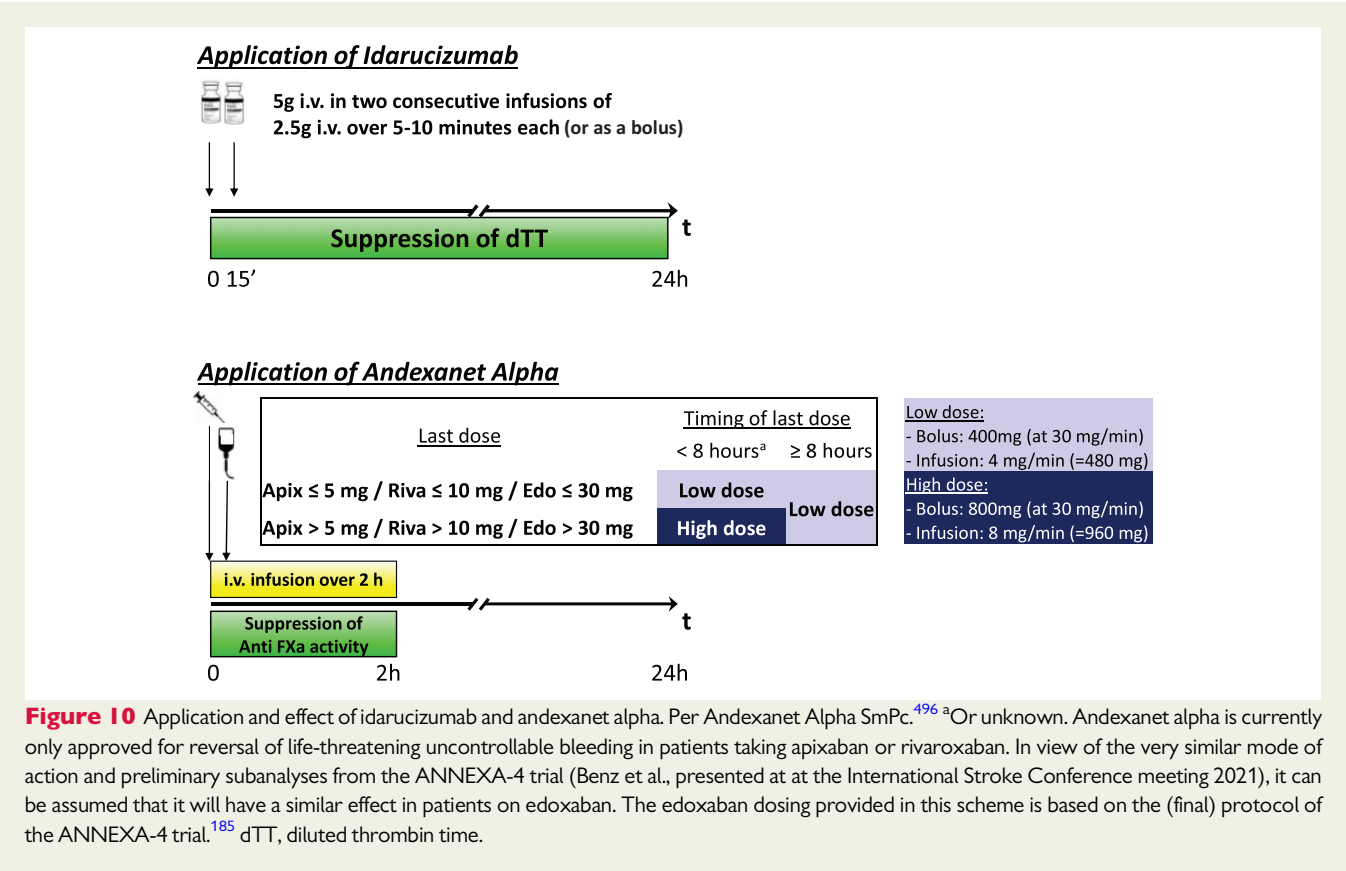 Application of Idarucizumab
5g i.v. in two consecutive infusions of
2.5g i.v. over 5-10 minutes each (or as a bolus)
t
Suppression of dTT
0 15′ 24h
Application of Andexanet Alpha
Last dose
Timing of last dose
< 8 hoursᵃ ≥ 8 hours
Apix ≤ 5 mg / Riva ≤ 10 mg / Edo ≤ 30 mg Low dose
Low dose
Apix > 5 mg / Riva > 10 mg / Edo > 30 mg High dose
Low dose:
- Bolus: 400mg (at 30 mg/min)
- Infusion: 4 mg/min (=480 mg)
High dose:
- Bolus: 800mg (at 30 mg/min)
- Infusion: 8 mg/min (=960 mg)
i.v. infusion over 2 h
t
Suppression of
Anti FXa activity
0 2h 24h
Figure 10 Application and effect of idarucizumab and andexanet alpha. Per Andexanet Alpha SmPc.⁴⁹⁶ ᵃOr unknown. Andexanet alpha is currently
only approved for reversal of life-threatening uncontrollable bleeding in patients taking apixaban or rivaroxaban. In view of the very similar mode of
action and preliminary subanalyses from the ANNEXA-4 trial (Benz et al., presented at at the International Stroke Conference meeting 2021), it can
be assumed that it will have a similar effect in patients on edoxaban. The edoxaban dosing provided in this scheme is based on the (final) protocol of
the ANNEXA-4 trial.¹⁸⁵ dTT, diluted thrombin time.